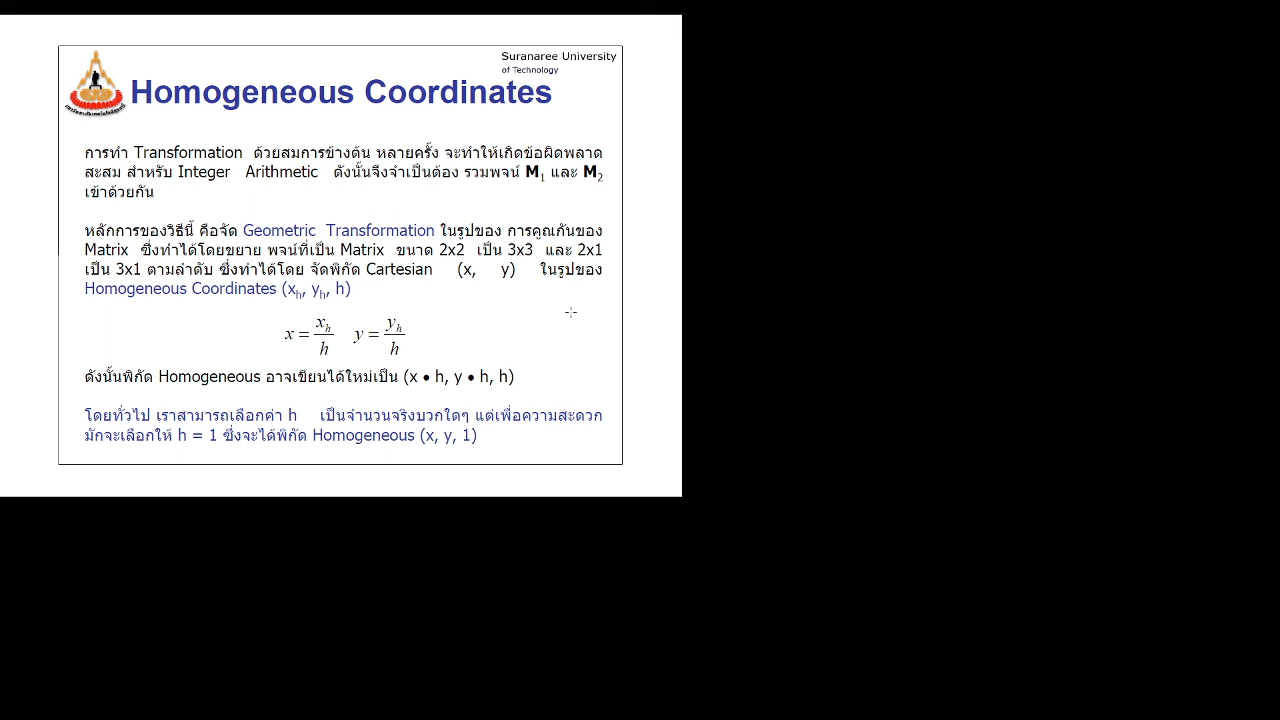 Suranaree University
of Technology
Homogeneous Coordinates
การทำ Transformation ด้วยสมการข้างต้น หลายครั้ง จะทำให้เกิดข้อผิดพลาด
สะสม สำหรับ Integer Arithmetic ดังนั้นจึงจำเป็นต้อง รวมพจน์ M1 และ M2
เข้าด้วยกัน
หลักการของวิธีนี้ คือจัด Geometric Transformation ในรูปของ การคูณกันของ
Matrix ซึ่งทำได้โดยขยาย พจน์ที่เป็น Matrix ขนาด 2x2 เป็น 3x3 และ 2x1
เป็น 3x1 ตามลำดับ ซึ่งทำได้โดย จัดพิกัด Cartesian (x, y) ในรูปของ
Homogeneous Coordinates (xh, yh, h)
x = xh/h y = yh/h
ดังนั้นพิกัด Homogeneous อาจเขียนได้ใหม่เป็น (x • h, y • h, h)
โดยทั่วไป เราสามารถเลือกค่า h เป็นจำนวนจริงบวกใดๆ แต่เพื่อความสะดวก
มักจะเลือกให้ h = 1 ซึ่งจะได้พิกัด Homogeneous (x, y, 1)